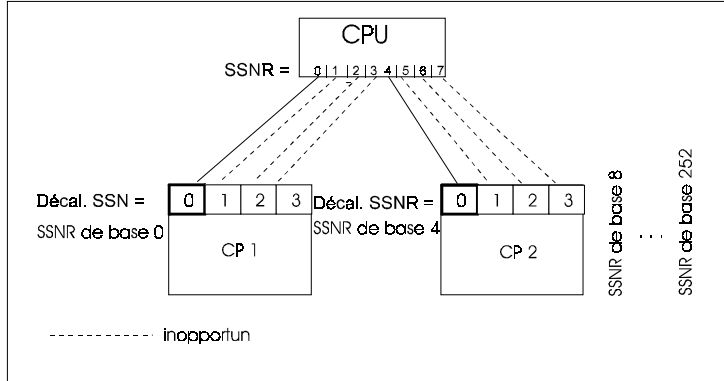 CPU
SSNR = 0 1 2 3 4 5 6 7
Décal. SSN = 0 1 2 3
SSNR de base 0
CP 1
Décal. SSNR = 0 1 2 3
SSNR de base 4
CP 2
SSNR de base 8
. . .
SSNR de base 252
inopportun